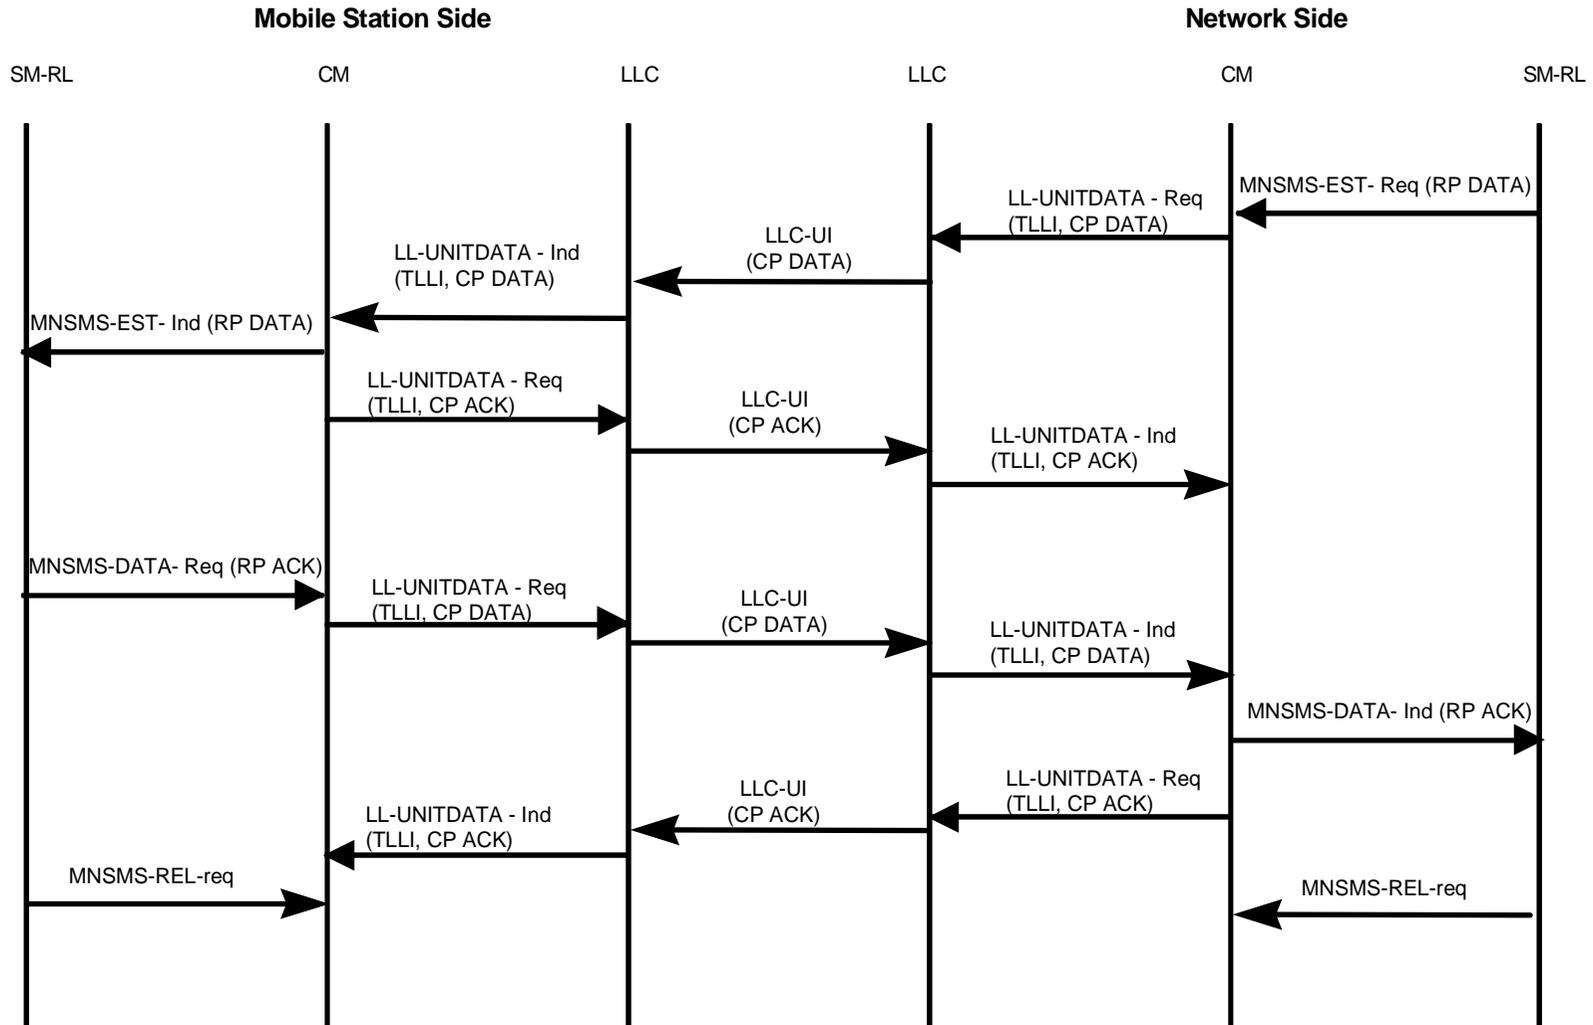 Mobile Station Side
Network Side
SM-RL
CM
LLC
LLC
CM
SM-RL
MNSMS-EST- Req (RP DATA)
LL-UNITDATA - Req
(TLLI, CP DATA)
LLC-UI
(CP DATA)
LL-UNITDATA - Ind
(TLLI, CP DATA)
MNSMS-EST- Ind (RP DATA)
LL-UNITDATA - Req
(TLLI, CP ACK)
LLC-UI
(CP ACK)
LL-UNITDATA - Ind
(TLLI, CP ACK)
MNSMS-DATA- Req (RP ACK)
LL-UNITDATA - Req
(TLLI, CP DATA)
LLC-UI
(CP DATA)
LL-UNITDATA - Ind
(TLLI, CP DATA)
MNSMS-DATA- Ind (RP ACK)
LL-UNITDATA - Req
(TLLI, CP ACK)
LLC-UI
(CP ACK)
LL-UNITDATA - Ind
(TLLI, CP ACK)
MNSMS-REL-req
MNSMS-REL-req